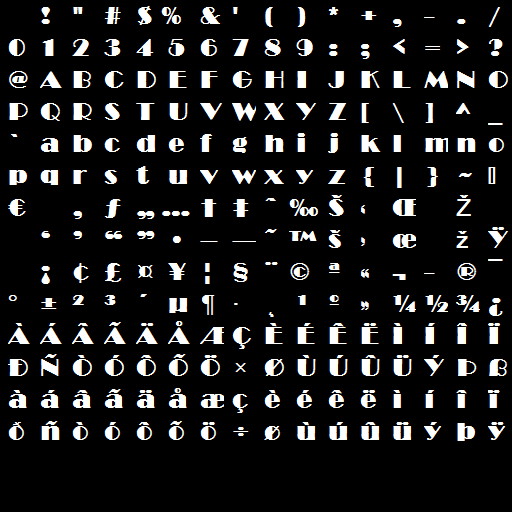 ! " # $ % & ' ( ) * + , – . /
0 1 2 3 4 5 6 7 8 9 : ; < = > ?
@ A B C D E F G H I J K L M N O
P Q R S T U V W X Y Z [ \ ] ^ _
` a b c d e f g h i j k l m n o
p q r s t u v w x y z { | } ~ ▯
€ ‚ ƒ „ … † ‡ ˆ ‰ Š ‹ Œ Ž
‘ ’ “ ” • – — ˜ ™ š › œ ž Ÿ
¡ ¢ £ ¤ ¥ ¦ § ¨ © ª « ¬ – ® ¯
° ± ² ³ ´ µ ¶ · ¸ ¹ º » ¼ ½ ¾ ¿
À Á Â Ã Ä Å Æ Ç È É Ê Ë Ì Í Î Ï
Ð Ñ Ò Ó Ô Õ Ö × Ø Ù Ú Û Ü Ý Þ ß
à á â ã ä å æ ç è é ê ë ì í î ï
ð ñ ò ó ô õ ö ÷ ø ù ú û ü ý þ ÿ